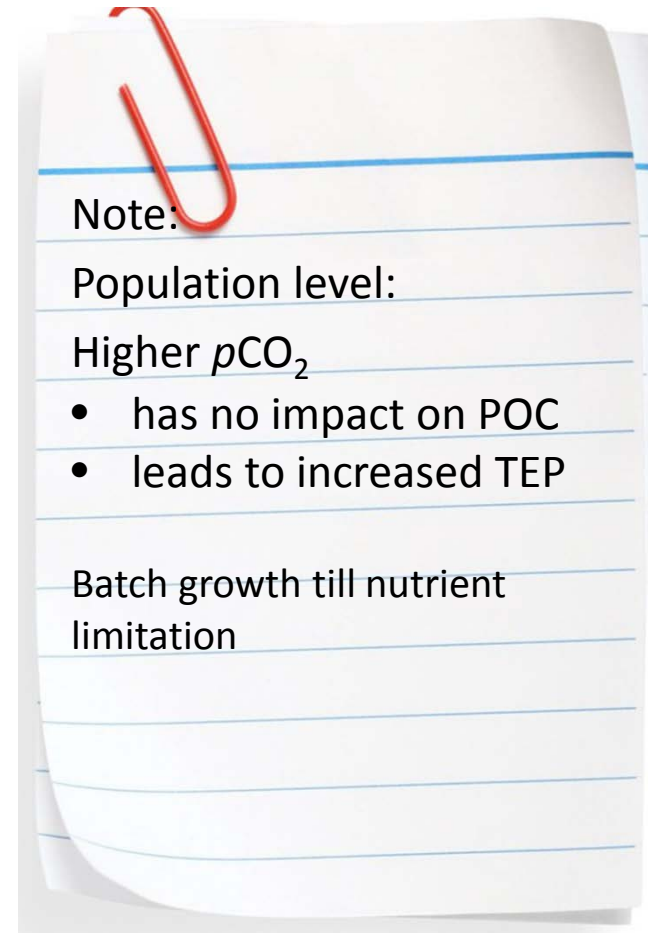 Note:
Population level:
Higher pCO₂
• has no impact on POC
• leads to increased TEP
Batch growth till nutrient
limitation